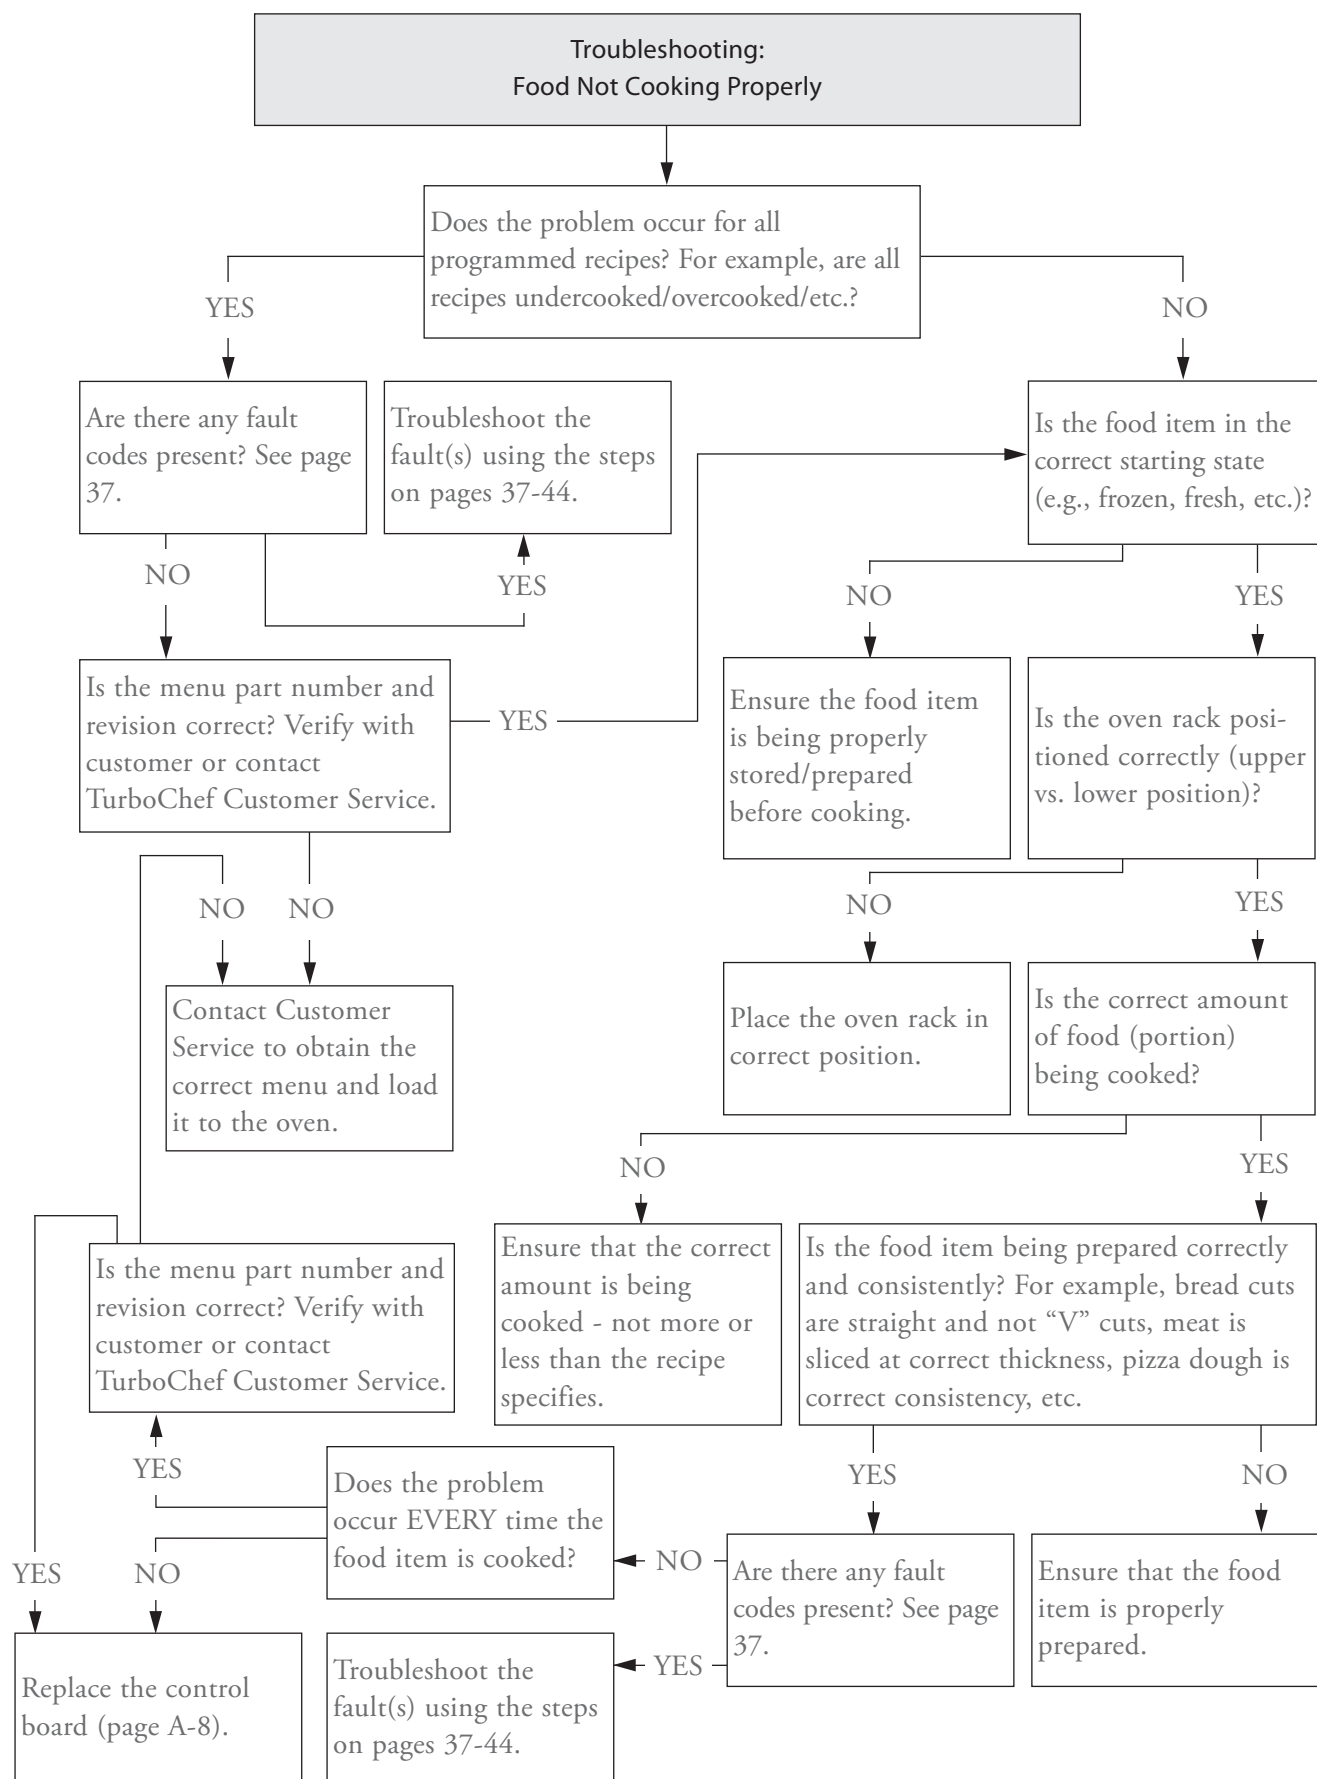 Troubleshooting:
Food Not Cooking Properly
Does the problem occur for all
programmed recipes? For example, are all
recipes undercooked/overcooked/etc.?
YES
NO
Are there any fault
codes present? See page
37.
Troubleshoot the
fault(s) using the steps
on pages 37-44.
Is the food item in the
correct starting state
(e.g., frozen, fresh, etc.)?
NO
YES
NO
YES
Is the menu part number and
revision correct? Verify with
customer or contact
TurboChef Customer Service.
YES
Ensure the food item
is being properly
stored/prepared
before cooking.
Is the oven rack posi-
tioned correctly (upper
vs. lower position)?
NO
NO
NO
YES
Contact Customer
Service to obtain the
correct menu and load
it to the oven.
Place the oven rack in
correct position.
Is the correct amount
of food (portion)
being cooked?
NO
YES
Is the menu part number and
revision correct? Verify with
customer or contact
TurboChef Customer Service.
Ensure that the correct
amount is being
cooked - not more or
less than the recipe
specifies.
Is the food item being prepared correctly
and consistently? For example, bread cuts
are straight and not “V” cuts, meat is
sliced at correct thickness, pizza dough is
correct consistency, etc.
YES
Does the problem
occur EVERY time the
food item is cooked?
YES
NO
YES
NO
NO
Are there any fault
codes present? See page
37.
Ensure that the food
item is properly
prepared.
YES
Replace the control
board (page A-8).
Troubleshoot the
fault(s) using the steps
on pages 37-44.